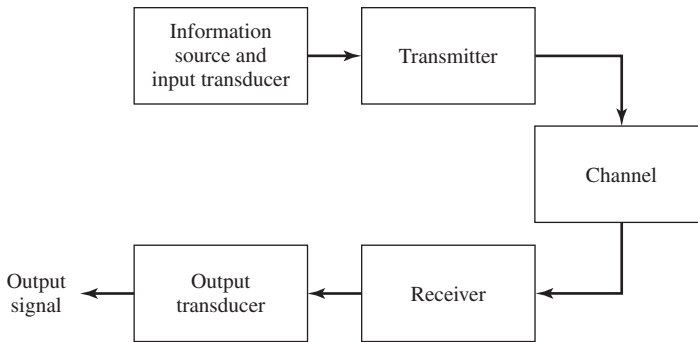 Information
source and
input transducer
Transmitter
Channel
Receiver
Output
transducer
Output
signal